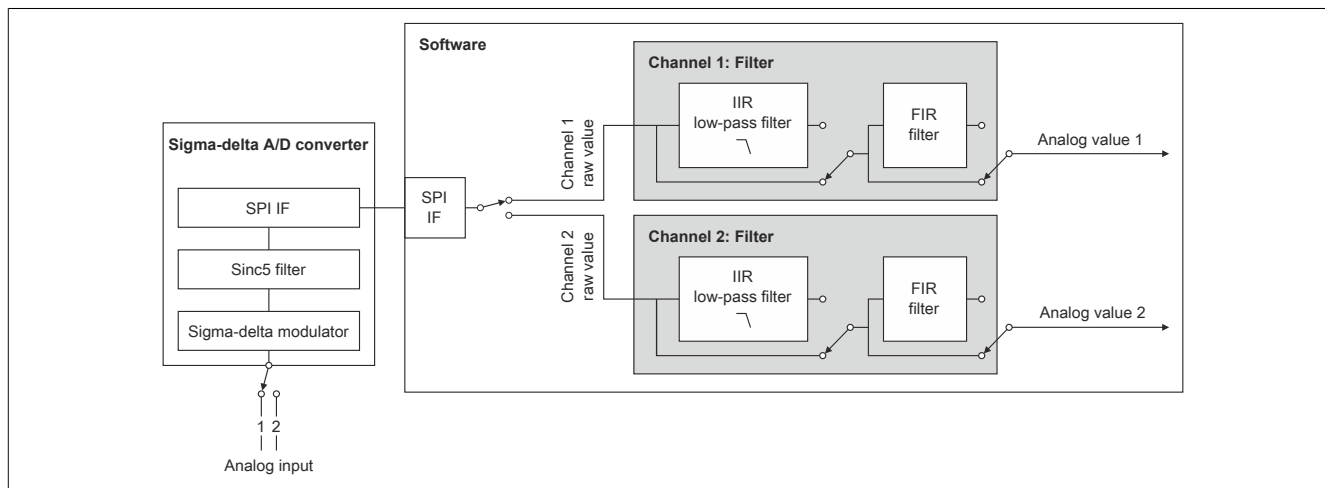 Software
Channel 1: Filter
IIR
low-pass filter
FIR
filter
Analog value 1
Channel 1
raw value
Sigma-delta A/D converter
SPI IF
Sinc5 filter
Sigma-delta modulator
1 2
Analog input
SPI
IF
Channel 2
raw value
Channel 2: Filter
IIR
low-pass filter
FIR
filter
Analog value 2